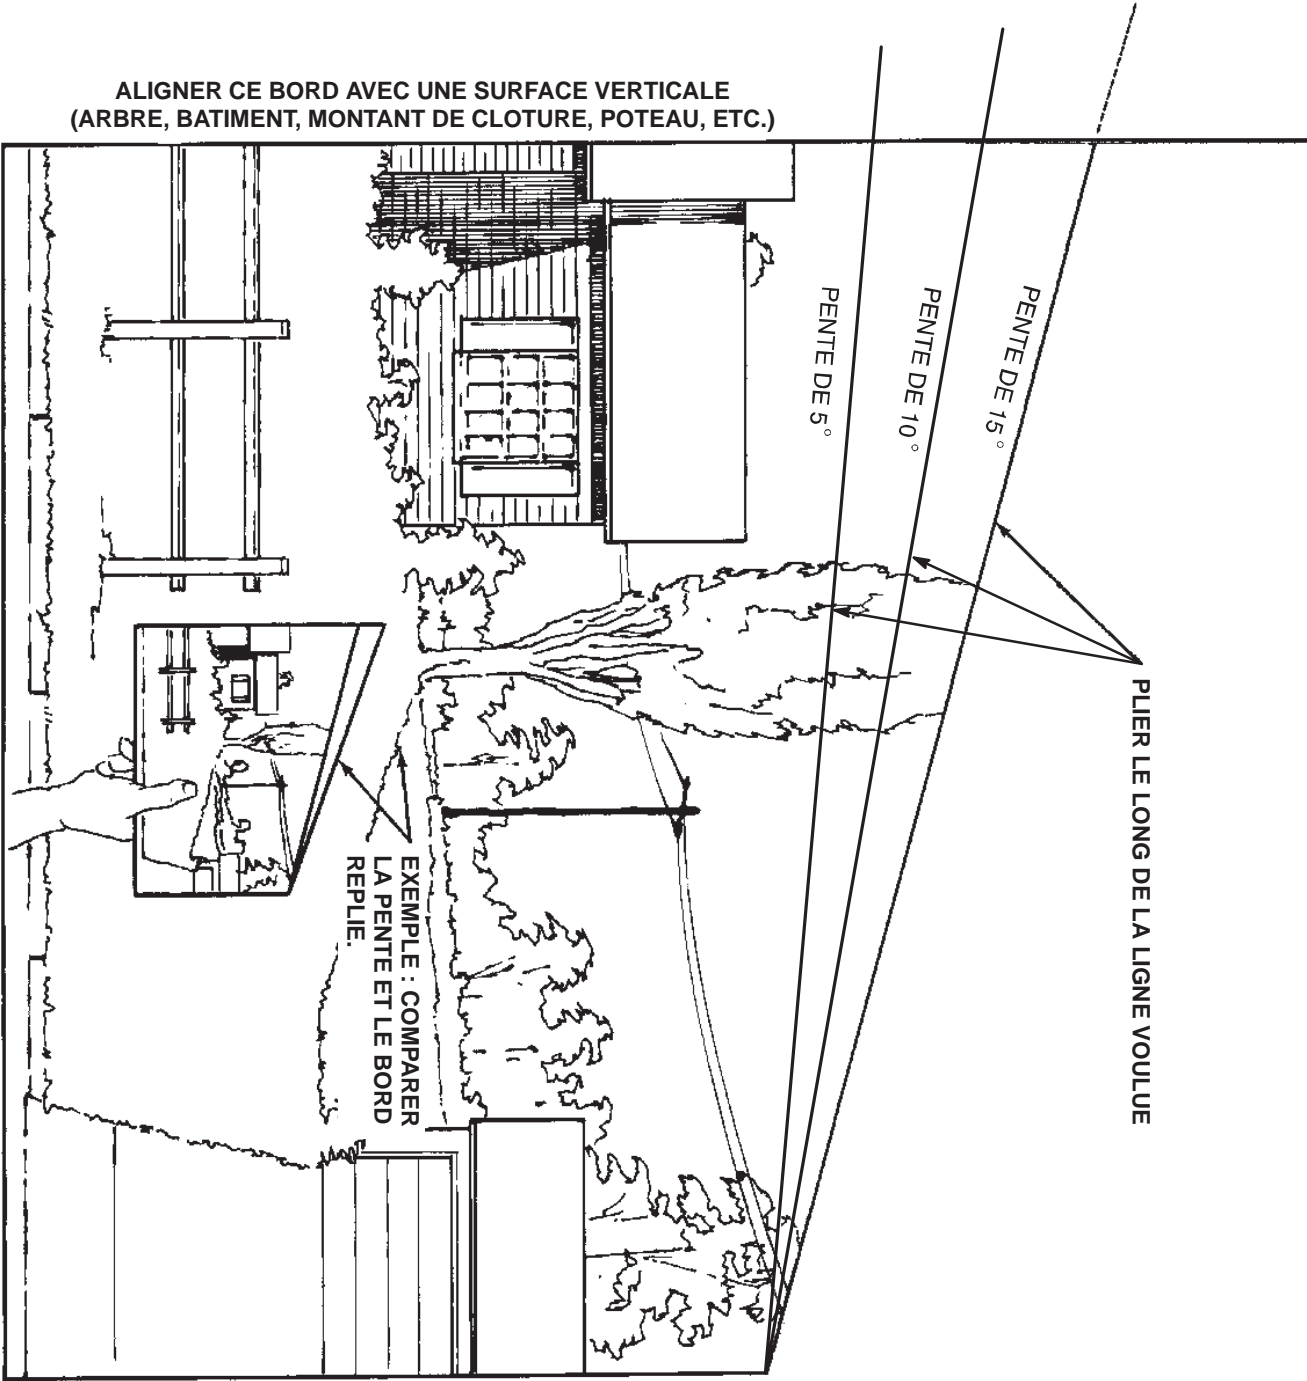 ALIGNER CE BORD AVEC UNE SURFACE VERTICALE
(ARBRE, BATIMENT, MONTANT DE CLOTURE, POTEAU, ETC.)
PENTE DE 5°
PENTE DE 10°
PENTE DE 15°
PLIER LE LONG DE LA LIGNE VOULUE
EXEMPLE : COMPARER
LA PENTE ET LE BORD
REPLIE.